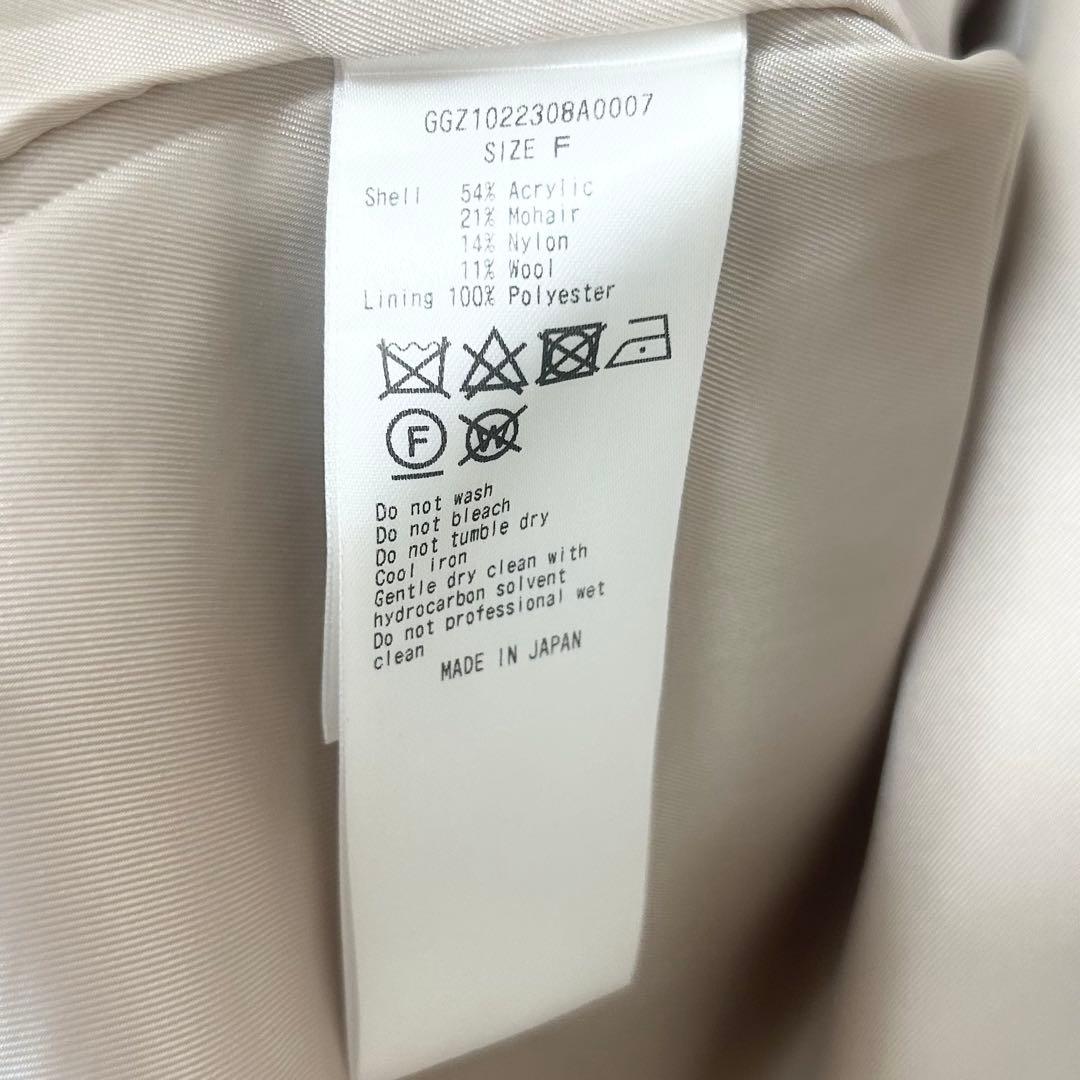 GGZ1022308A0007
SIZE F
Shell 54% Acrylic
21% Mohair
14% Nylon
11% Wool
Lining 100% Polyester
F
W
Do not wash
Do not bleach
Do not tumble dry
Cool iron
Gentle dry clean with
hydrocarbon solvent
Do not professional wet
clean
MADE IN JAPAN